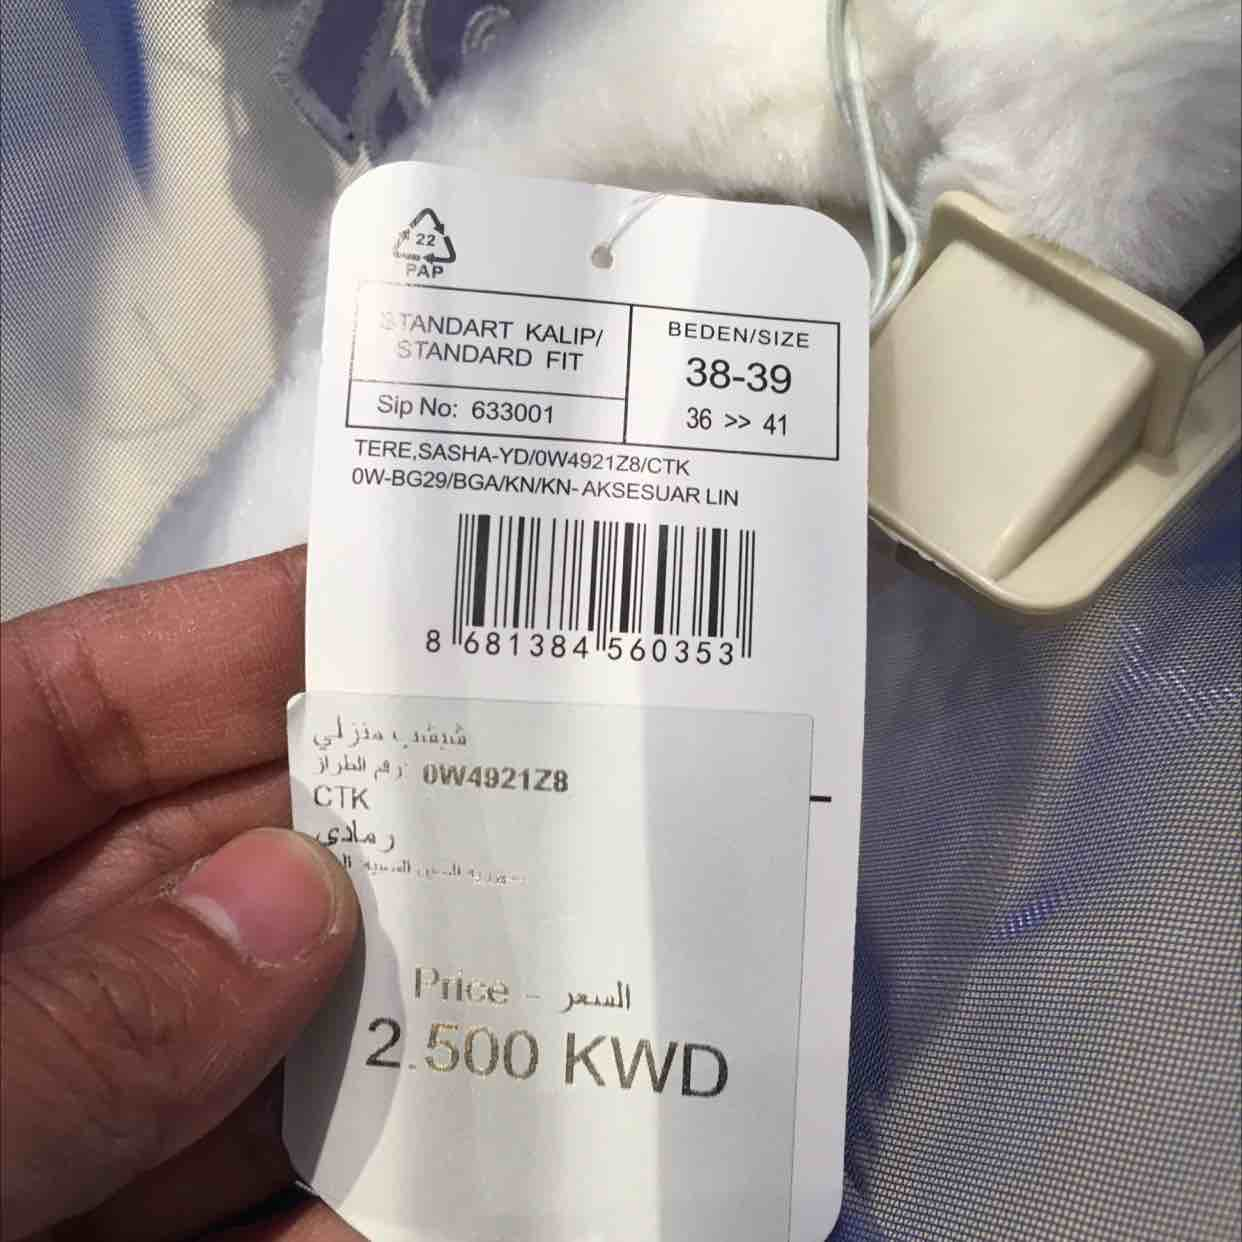 22
PAP
STANDART KALIP/
STANDARD FIT
BEDEN/SIZE
38-39
36 >> 41
Sip No: 633001
TERE,SASHA-YD/0W4921Z8/CTK
0W-BG29/BGA/KN/KN- AKSESUAR LIN
8 681384 560353
شبشب منزلي
رقم الطراز: 0W4921Z8
CTK
رمادي
Price - السعر
2.500 KWD